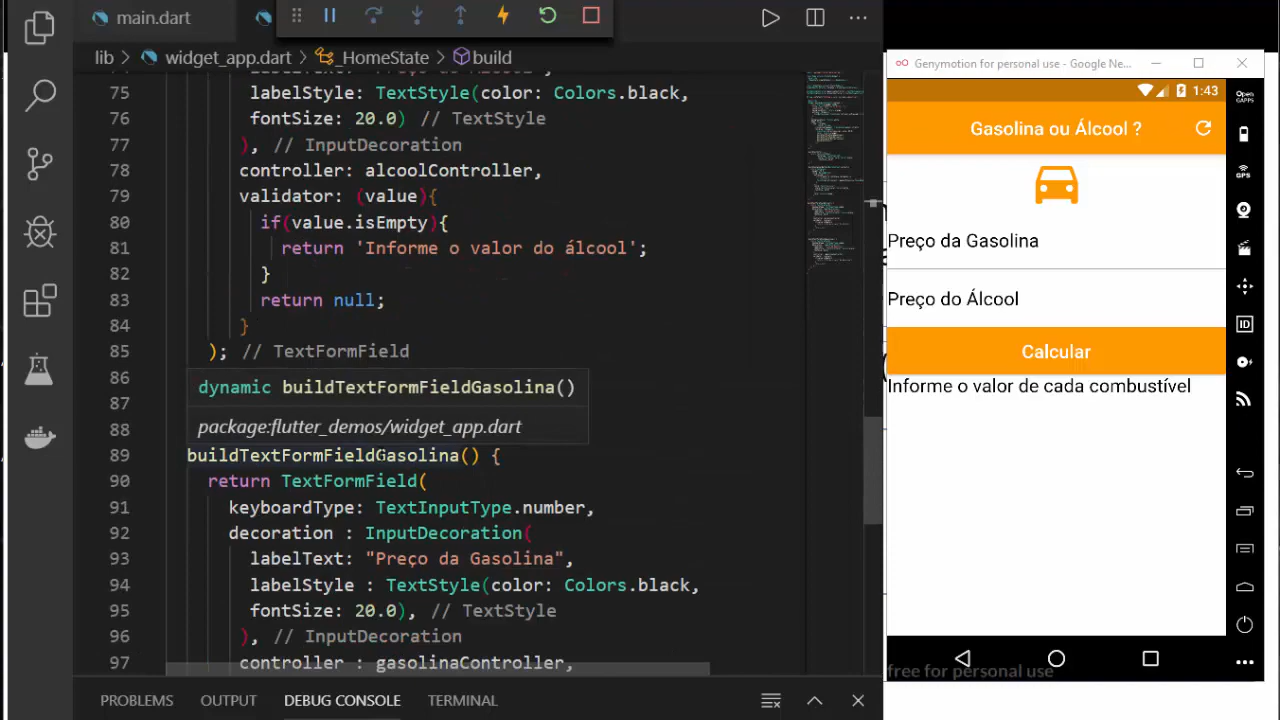 main.dart
lib > widget_app.dart > _HomeState > build
75 labelStyle: TextStyle(color: Colors.black,
76 fontSize: 20.0) // TextStyle
77 ), // InputDecoration
78 controller: alcoolController,
79 validator: (value){
80 if(value.isEmpty){
81 return 'Informe o valor do álcool';
82 }
83 return null;
84 }
85 ); // TextFormField
86
dynamic buildTextFormFieldGasolina()
87
package:flutter_demos/widget_app.dart
88
89 buildTextFormFieldGasolina() {
90 return TextFormField(
91 keyboardType: TextInputType.number,
92 decoration : InputDecoration(
93 labelText: "Preço da Gasolina",
94 labelStyle : TextStyle(color: Colors.black,
95 fontSize: 20.0), // TextStyle
96 ), // InputDecoration
97 controller : gasolinaController,
PROBLEMS OUTPUT DEBUG CONSOLE TERMINAL
Genymotion for personal use - Google Ne...
1:43
Gasolina ou Álcool ?
Preço da Gasolina
Preço do Álcool
Calcular
Informe o valor de cada combustível
free for personal use
Open
GAPPS
GPS
ID